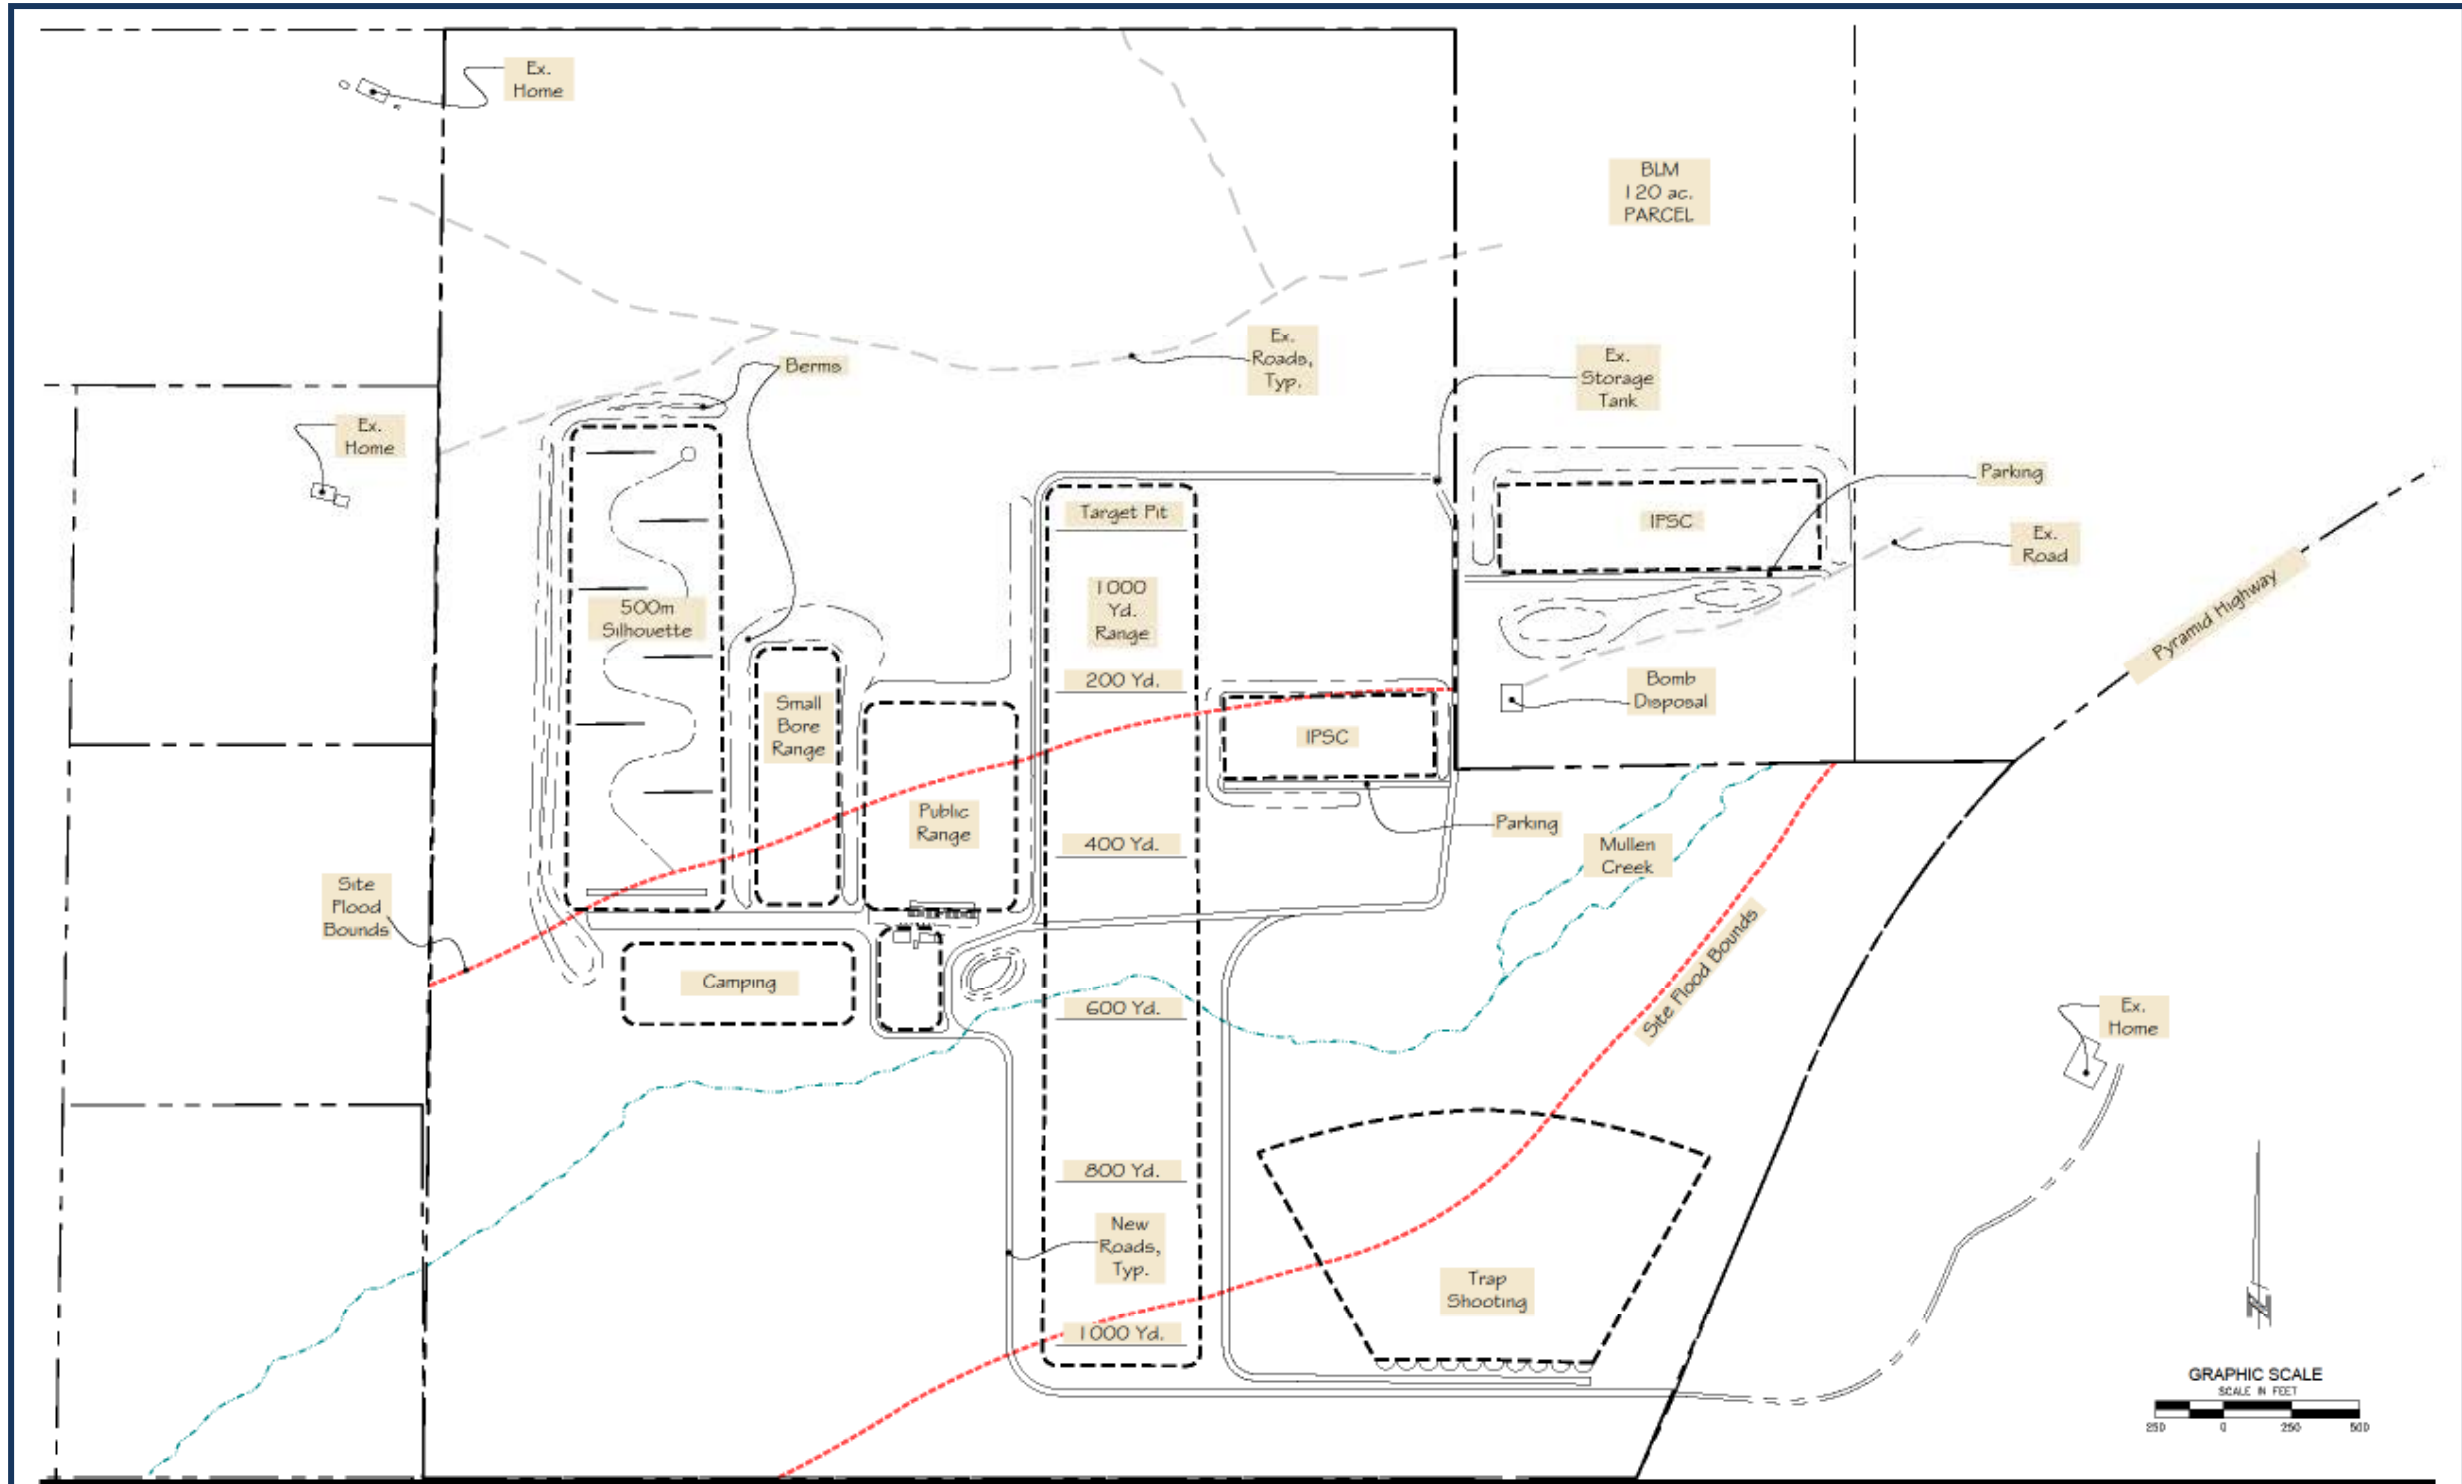 Ex.
Home
BLM
120 ac.
PARCEL
Ex.
Roads,
Typ.
Berms
Ex.
Storage
Tank
Ex.
Home
Parking
Target Pit
IPSC
Ex.
Road
1000
Yd.
Range
500m
Silhouette
Pyramid Highway
200 Yd.
Bomb
Disposal
Small
Bore
Range
IPSC
Public
Range
Parking
400 Yd.
Mullen
Creek
Site
Flood
Bounds
Site Flood Bounds
Camping
600 Yd.
Ex.
Home
800 Yd.
New
Roads,
Typ.
Trap
Shooting
1000 Yd.
N
GRAPHIC SCALE
SCALE IN FEET
250 0 250 500